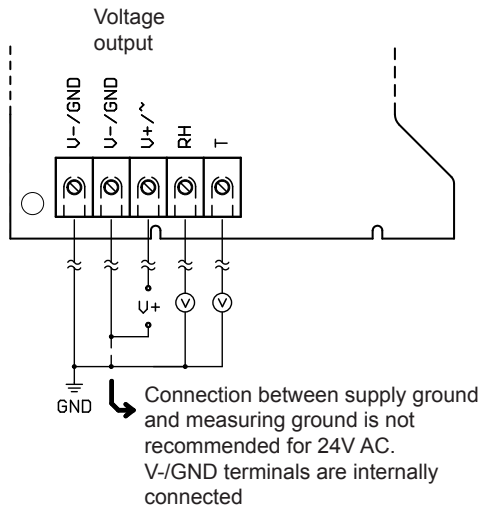 Voltage
output
V-/GND
V-/GND
V+/~
RH
T
V+
V
V
GND
Connection between supply ground
and measuring ground is not
recommended for 24V AC.
V-/GND terminals are internally
connected